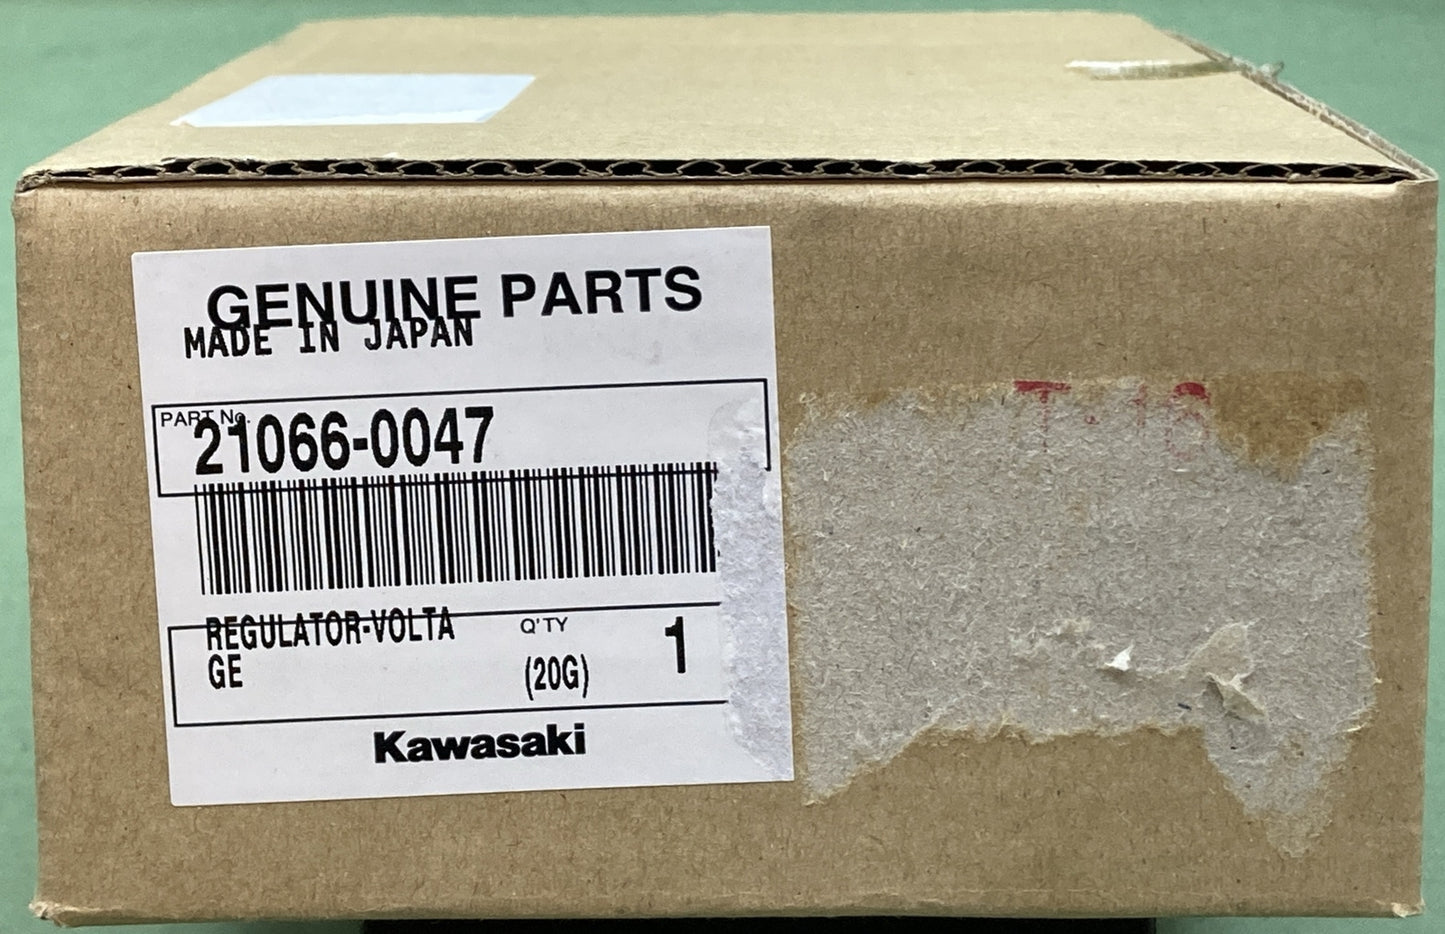 GENUINE PARTS
MADE IN JAPAN
PART No.
21066-0047
REGULATOR-VOLTA
GE
Q'TY
(20G)
1
Kawasaki